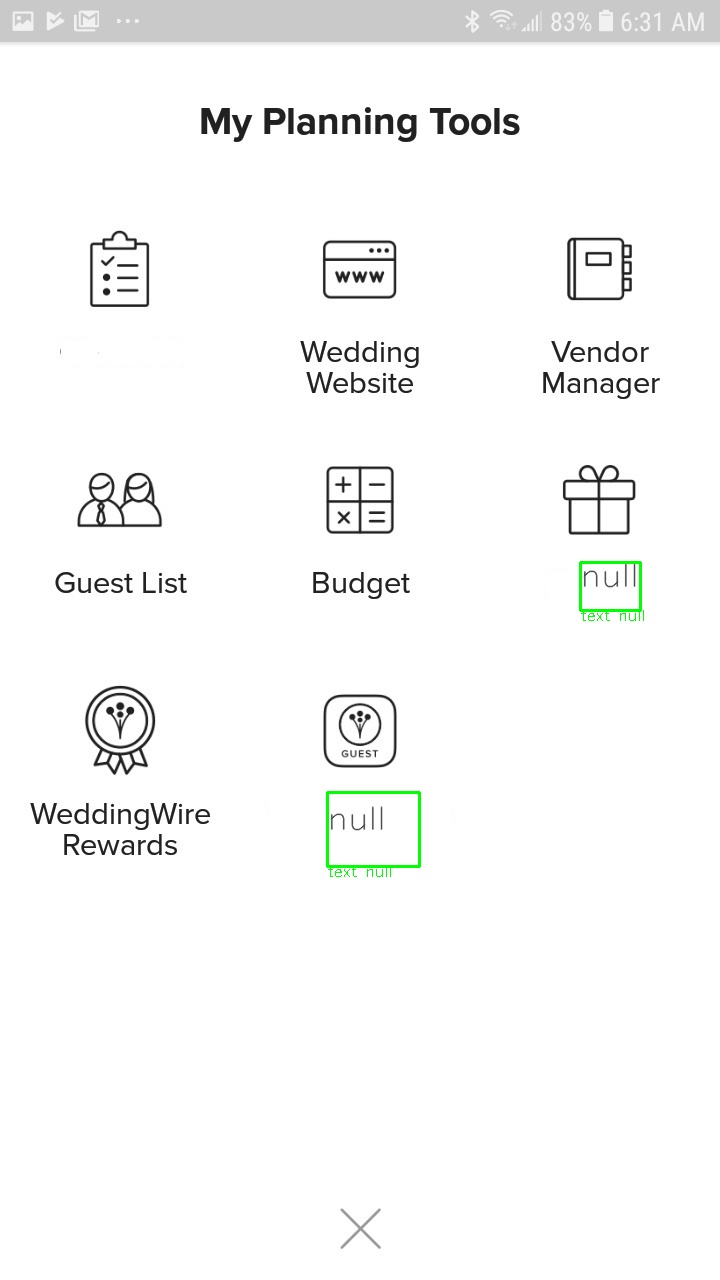 83% 6:31 AM
My Planning Tools
www
Wedding
Website
Vendor
Manager
Guest List
Budget
null
text null
GUEST
WeddingWire
Rewards
null
text null